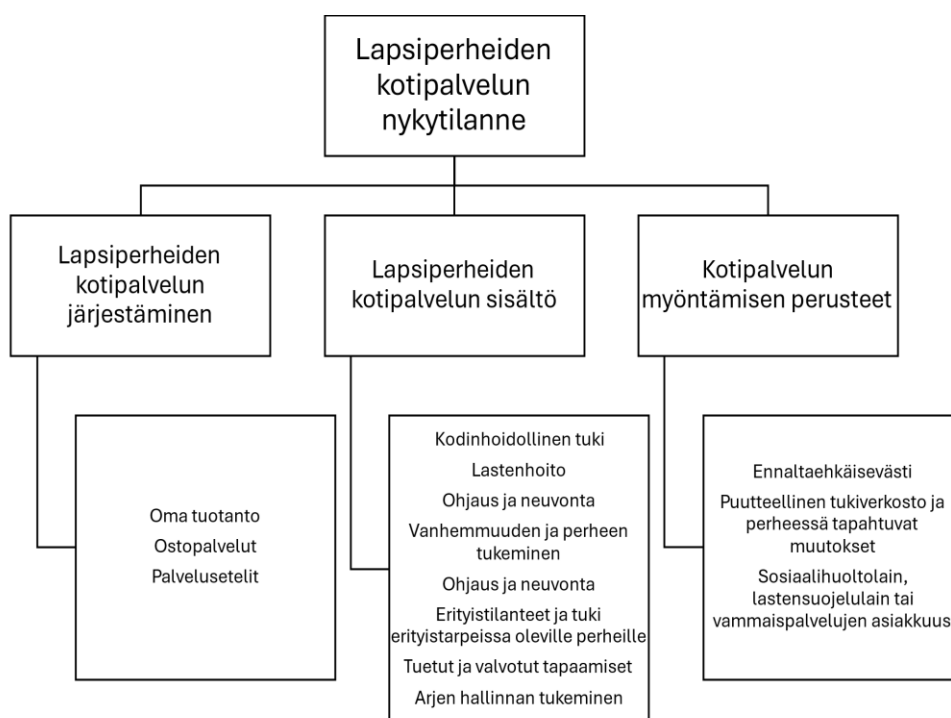 Lapsiperheiden
kotipalvelun
nykytilanne
Lapsiperheiden
kotipalvelun
järjestäminen
Lapsiperheiden
kotipalvelun sisältö
Kotipalvelun
myöntämisen perusteet
Oma tuotanto
Ostopalvelut
Palvelusetelit
Kodinhoidollinen tuki
Lastenhoito
Ohjaus ja neuvonta
Vanhemmuuden ja perheen
tukeminen
Ohjaus ja neuvonta
Erityistilanteet ja tuki
erityistarpeissa oleville perheille
Tuetut ja valvotut tapaamiset
Arjen hallinnan tukeminen
Ennaltaehkäisevästi
Puutteellinen tukiverkosto ja
perheessä tapahtuvat
muutokset
Sosiaalihuoltolain,
lastensuojelulain tai
vammaispalvelujen asiakkuus